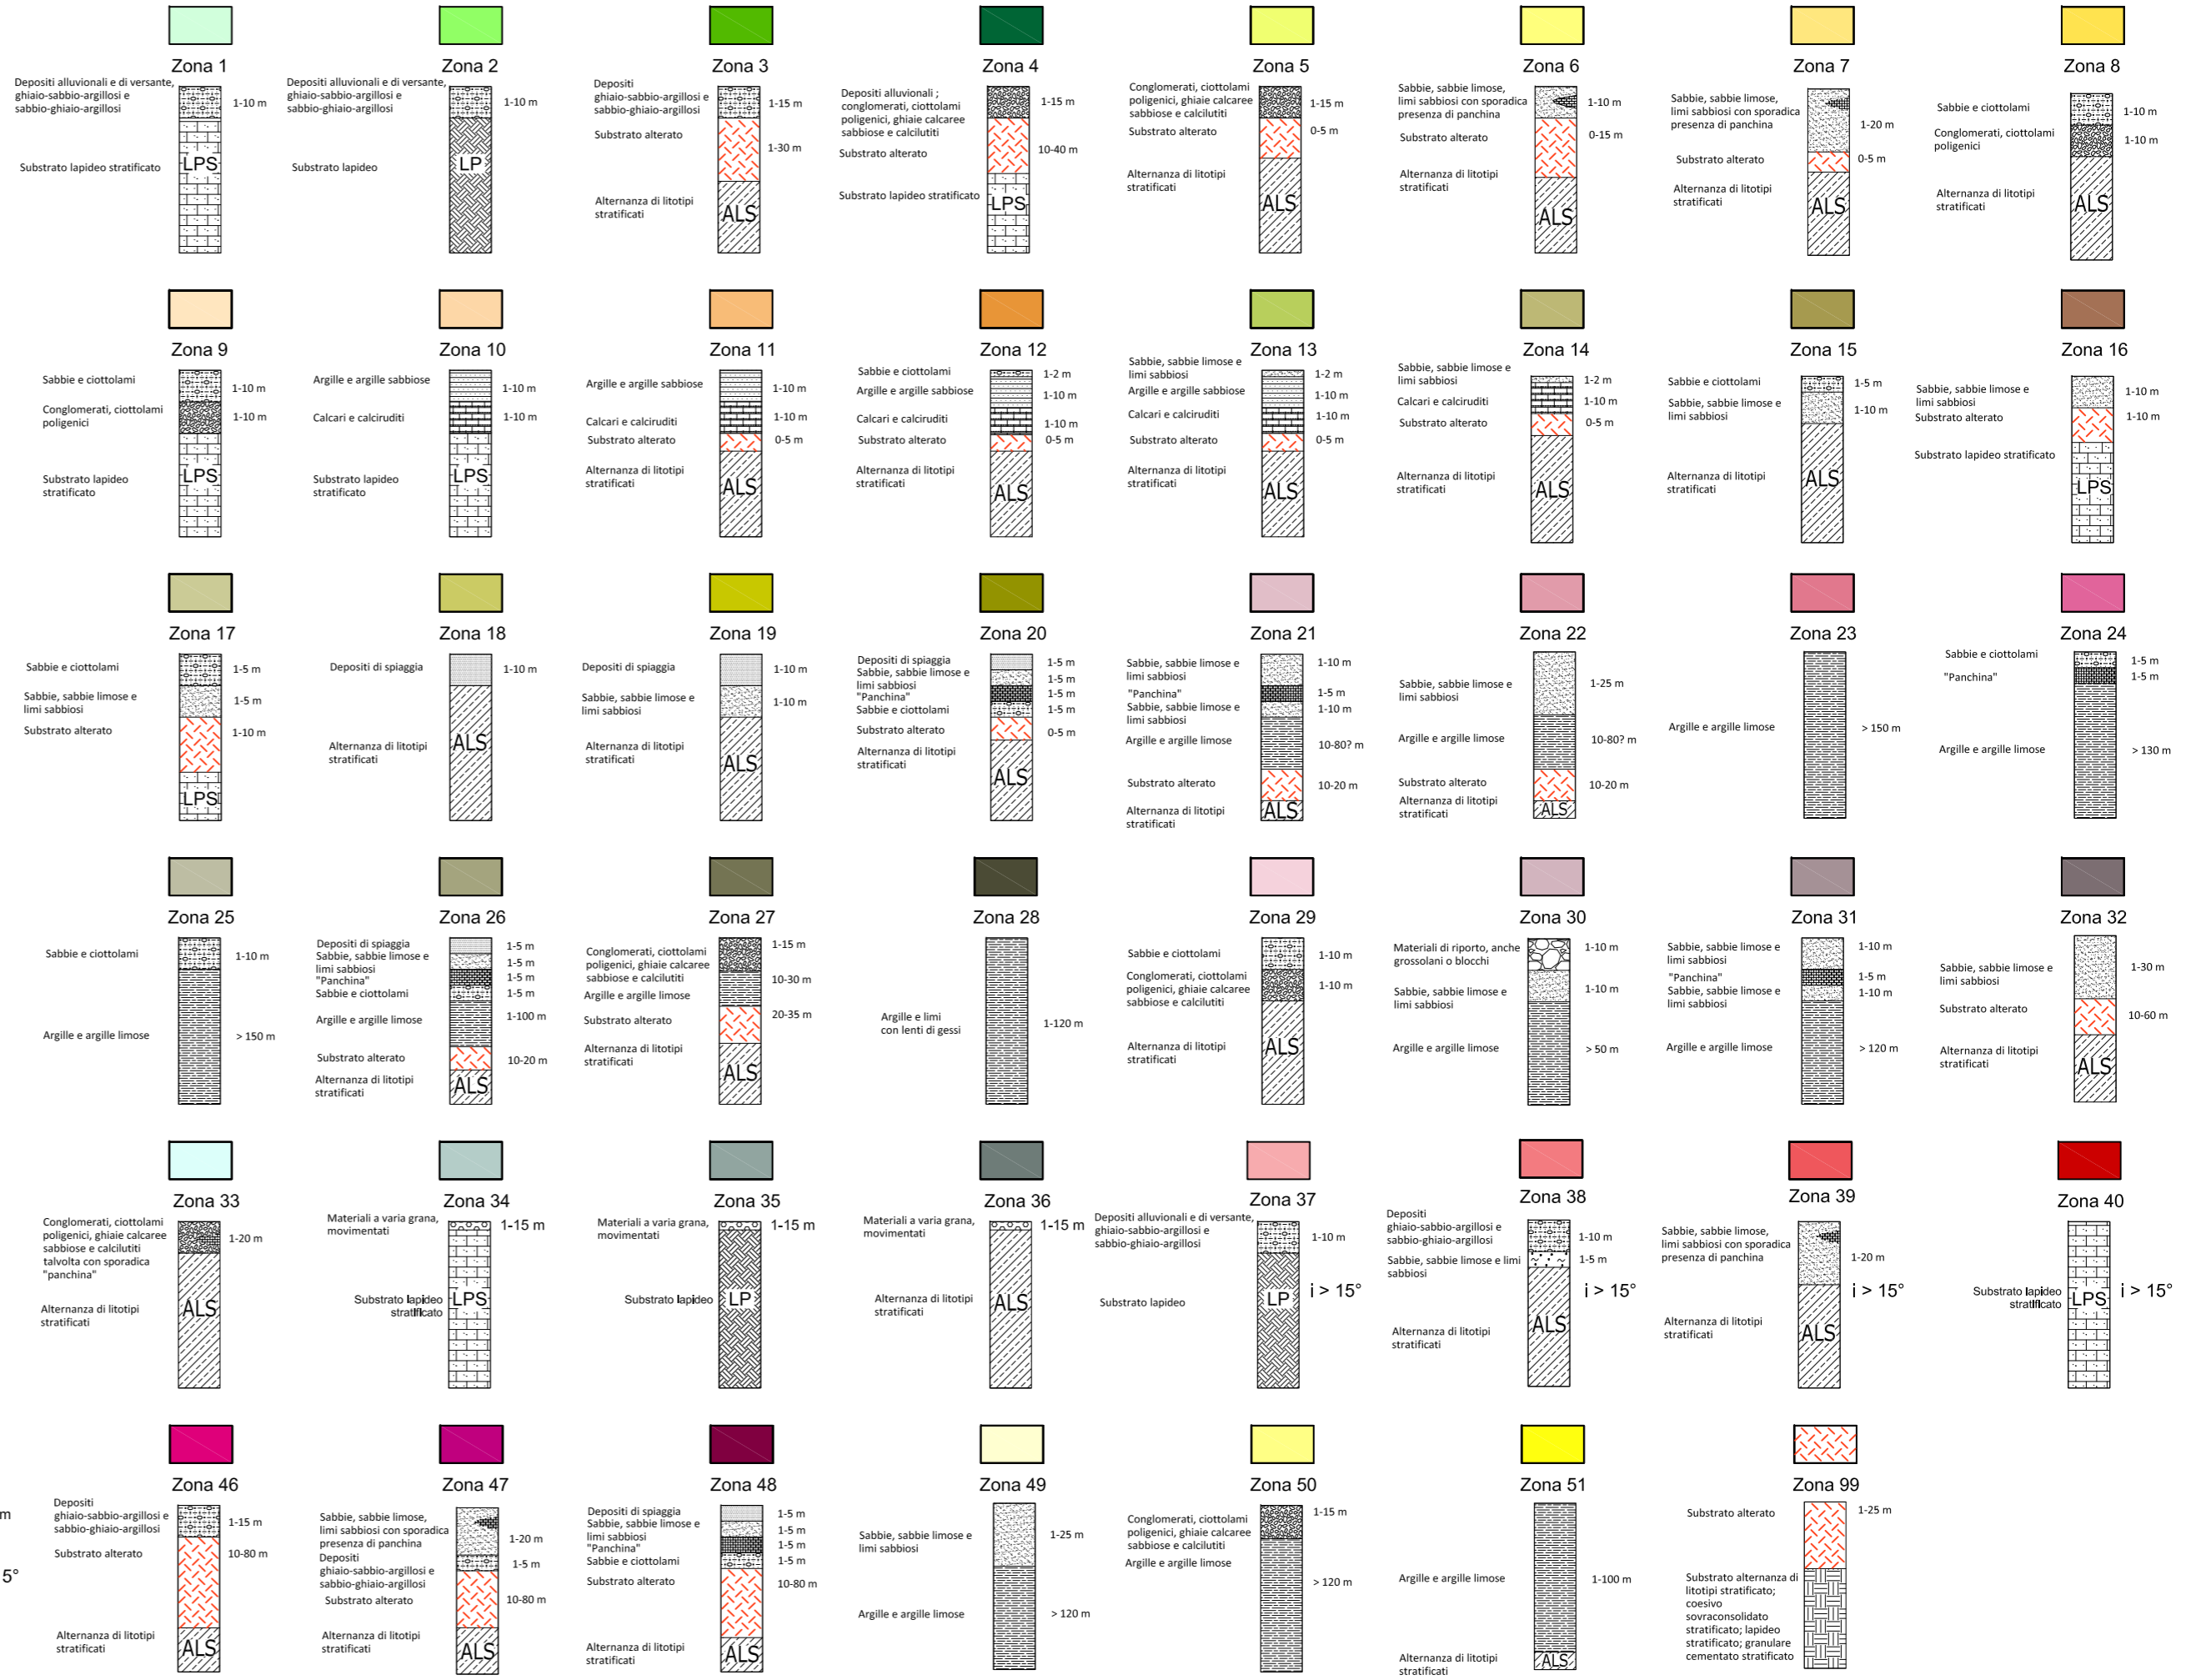 Zona 1
Depositi alluvionali e di versante,
ghiaio-sabbio-argillosi e
sabbio-ghiaio-argillosi
1-10 m
Substrato lapideo stratificato
LPS
Zona 2
Depositi alluvionali e di versante,
ghiaio-sabbio-argillosi e
sabbio-ghiaio-argillosi
1-10 m
Substrato lapideo
LP
Zona 3
Depositi
ghiaio-sabbio-argillosi e
sabbio-ghiaio-argillosi
1-15 m
Substrato alterato
1-30 m
Alternanza di litotipi
stratificati
ALS
Zona 4
Depositi alluvionali ;
conglomerati, ciottolami
poligenici, ghiaie calcaree
sabbiose e calcilutiti
1-15 m
Substrato alterato
10-40 m
Substrato lapideo stratificato
LPS
Zona 5
Conglomerati, ciottolami
poligenici, ghiaie calcaree
sabbiose e calcilutiti
1-15 m
Substrato alterato
0-5 m
Alternanza di litotipi
stratificati
ALS
Zona 6
Sabbie, sabbie limose,
limi sabbiosi con sporadica
presenza di panchina
1-10 m
Substrato alterato
0-15 m
Alternanza di litotipi
stratificati
ALS
Zona 7
Sabbie, sabbie limose,
limi sabbiosi con sporadica
presenza di panchina
1-20 m
Substrato alterato
0-5 m
Alternanza di litotipi
stratificati
ALS
Zona 8
Sabbie e ciottolami
1-10 m
Conglomerati, ciottolami
poligenici
1-10 m
Alternanza di litotipi
stratificati
ALS
Zona 9
Sabbie e ciottolami
1-10 m
Conglomerati, ciottolami
poligenici
1-10 m
Substrato lapideo
stratificato
LPS
Zona 10
Argille e argille sabbiose
1-10 m
Calcari e calciruditi
1-10 m
Substrato lapideo
stratificato
LPS
Zona 11
Argille e argille sabbiose
1-10 m
Calcari e calciruditi
1-10 m
Substrato alterato
0-5 m
Alternanza di litotipi
stratificati
ALS
Zona 12
Sabbie e ciottolami
1-2 m
Argille e argille sabbiose
1-10 m
Calcari e calciruditi
1-10 m
Substrato alterato
0-5 m
Alternanza di litotipi
stratificati
ALS
Zona 13
Sabbie, sabbie limose e
limi sabbiosi
1-2 m
Argille e argille sabbiose
1-10 m
Calcari e calciruditi
1-10 m
Substrato alterato
0-5 m
Alternanza di litotipi
stratificati
ALS
Zona 14
Sabbie, sabbie limose e
limi sabbiosi
1-2 m
Calcari e calciruditi
1-10 m
Substrato alterato
0-5 m
Alternanza di litotipi
stratificati
ALS
Zona 15
Sabbie e ciottolami
1-5 m
Sabbie, sabbie limose e
limi sabbiosi
1-10 m
Alternanza di litotipi
stratificati
ALS
Zona 16
Sabbie, sabbie limose e
limi sabbiosi
1-10 m
Substrato alterato
1-10 m
Substrato lapideo stratificato
LPS
Zona 17
Sabbie e ciottolami
1-5 m
Sabbie, sabbie limose e
limi sabbiosi
1-5 m
Substrato alterato
1-10 m
LPS
Zona 18
Depositi di spiaggia
1-10 m
Alternanza di litotipi
stratificati
ALS
Zona 19
Depositi di spiaggia
1-10 m
Sabbie, sabbie limose e
limi sabbiosi
1-10 m
Alternanza di litotipi
stratificati
ALS
Zona 20
Depositi di spiaggia
1-5 m
Sabbie, sabbie limose e
limi sabbiosi
1-5 m
"Panchina"
1-5 m
Sabbie e ciottolami
1-5 m
Substrato alterato
0-5 m
Alternanza di litotipi
stratificati
ALS
Zona 21
Sabbie, sabbie limose e
limi sabbiosi
1-10 m
"Panchina"
1-5 m
Sabbie, sabbie limose e
limi sabbiosi
1-10 m
Argille e argille limose
10-80? m
Substrato alterato
10-20 m
Alternanza di litotipi
stratificati
ALS
Zona 22
Sabbie, sabbie limose e
limi sabbiosi
1-25 m
Argille e argille limose
10-80? m
Substrato alterato
10-20 m
Alternanza di litotipi
stratificati
ALS
Zona 23
Argille e argille limose
> 150 m
Zona 24
Sabbie e ciottolami
1-5 m
"Panchina"
1-5 m
Argille e argille limose
> 130 m
Zona 25
Sabbie e ciottolami
1-10 m
Argille e argille limose
> 150 m
Zona 26
Depositi di spiaggia
1-5 m
Sabbie, sabbie limose e
limi sabbiosi
1-5 m
"Panchina"
1-5 m
Sabbie e ciottolami
1-5 m
Argille e argille limose
1-100 m
Substrato alterato
10-20 m
Alternanza di litotipi
stratificati
ALS
Zona 27
Conglomerati, ciottolami
poligenici, ghiaie calcaree
sabbiose e calcilutiti
1-15 m
Argille e argille limose
10-30 m
Substrato alterato
20-35 m
Alternanza di litotipi
stratificati
ALS
Zona 28
Argille e limi
con lenti di gessi
1-120 m
Zona 29
Sabbie e ciottolami
1-10 m
Conglomerati, ciottolami
poligenici, ghiaie calcaree
sabbiose e calcilutiti
1-10 m
Alternanza di litotipi
stratificati
ALS
Zona 30
Materiali di riporto, anche
grossolani o blocchi
1-10 m
Sabbie, sabbie limose e
limi sabbiosi
1-10 m
Argille e argille limose
> 50 m
Zona 31
Sabbie, sabbie limose e
limi sabbiosi
1-10 m
"Panchina"
1-5 m
Sabbie, sabbie limose e
limi sabbiosi
1-10 m
Argille e argille limose
> 120 m
Zona 32
Sabbie, sabbie limose e
limi sabbiosi
1-30 m
Substrato alterato
10-60 m
Alternanza di litotipi
stratificati
ALS
Zona 33
Conglomerati, ciottolami
poligenici, ghiaie calcaree
sabbiose e calcilutiti
talvolta con sporadica
"panchina"
1-20 m
Alternanza di litotipi
stratificati
ALS
Zona 34
Materiali a varia grana,
movimentati
1-15 m
Substrato lapideo
stratificato
LPS
Zona 35
Materiali a varia grana,
movimentati
1-15 m
Substrato lapideo
LP
Zona 36
Materiali a varia grana,
movimentati
1-15 m
Alternanza di litotipi
stratificati
ALS
Zona 37
Depositi alluvionali e di versante,
ghiaio-sabbio-argillosi e
sabbio-ghiaio-argillosi
1-10 m
Substrato lapideo
LP
i > 15°
Zona 38
Depositi
ghiaio-sabbio-argillosi e
sabbio-ghiaio-argillosi
1-10 m
Sabbie, sabbie limose e limi
sabbiosi
1-5 m
i > 15°
Alternanza di litotipi
stratificati
ALS
Zona 39
Sabbie, sabbie limose,
limi sabbiosi con sporadica
presenza di panchina
1-20 m
i > 15°
Alternanza di litotipi
stratificati
ALS
Zona 40
Substrato lapideo
stratificato
LPS
i > 15°
m
5°
Zona 46
Depositi
ghiaio-sabbio-argillosi e
sabbio-ghiaio-argillosi
1-15 m
Substrato alterato
10-80 m
Alternanza di litotipi
stratificati
ALS
Zona 47
Sabbie, sabbie limose,
limi sabbiosi con sporadica
presenza di panchina
1-20 m
Depositi
ghiaio-sabbio-argillosi e
sabbio-ghiaio-argillosi
1-5 m
Substrato alterato
10-80 m
Alternanza di litotipi
stratificati
ALS
Zona 48
Depositi di spiaggia
1-5 m
Sabbie, sabbie limose e
limi sabbiosi
1-5 m
"Panchina"
1-5 m
Sabbie e ciottolami
1-5 m
Substrato alterato
10-80 m
Alternanza di litotipi
stratificati
ALS
Zona 49
Sabbie, sabbie limose e
limi sabbiosi
1-25 m
Argille e argille limose
> 120 m
Zona 50
Conglomerati, ciottolami
poligenici, ghiaie calcaree
sabbiose e calcilutiti
1-15 m
Argille e argille limose
> 120 m
Zona 51
Argille e argille limose
1-100 m
Alternanza di litotipi
stratificati
ALS
Zona 99
Substrato alterato
1-25 m
Substrato alternanza di
litotipi stratificato;
coesivo
sovraconsolidato
stratificato; lapideo
stratificato; granulare
cementato stratificato